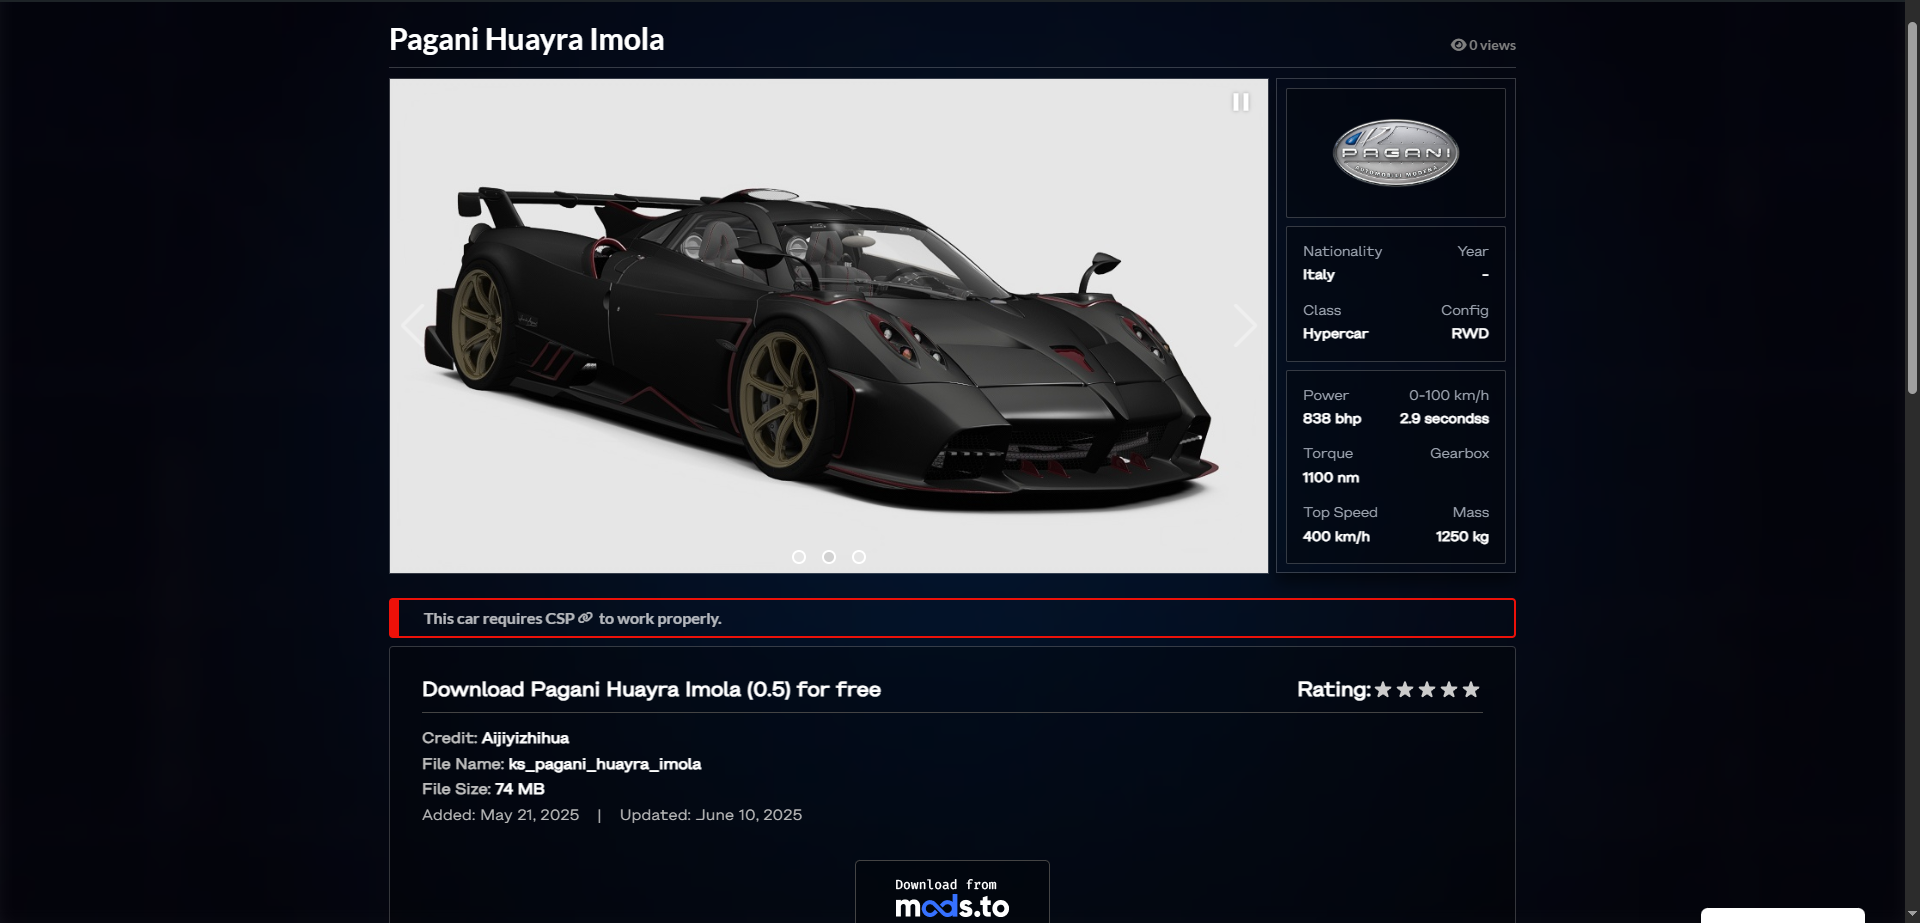 Pagani Huayra Imola
0 views
PAGANI
AUTOMOBILI MODENA
Nationality Year
Italy -
Class Config
Hypercar RWD
Power 0-100 km/h
838 bhp 2.9 secondss
Torque Gearbox
1100 nm
Top Speed Mass
400 km/h 1250 kg
This car requires CSP to work properly.
Download Pagani Huayra Imola (0.5) for free Rating:
Credit: Aijiyizhihua
File Name: ks_pagani_huayra_imola
File Size: 74 MB
Added: May 21, 2025 | Updated: June 10, 2025
Download from
mods.to